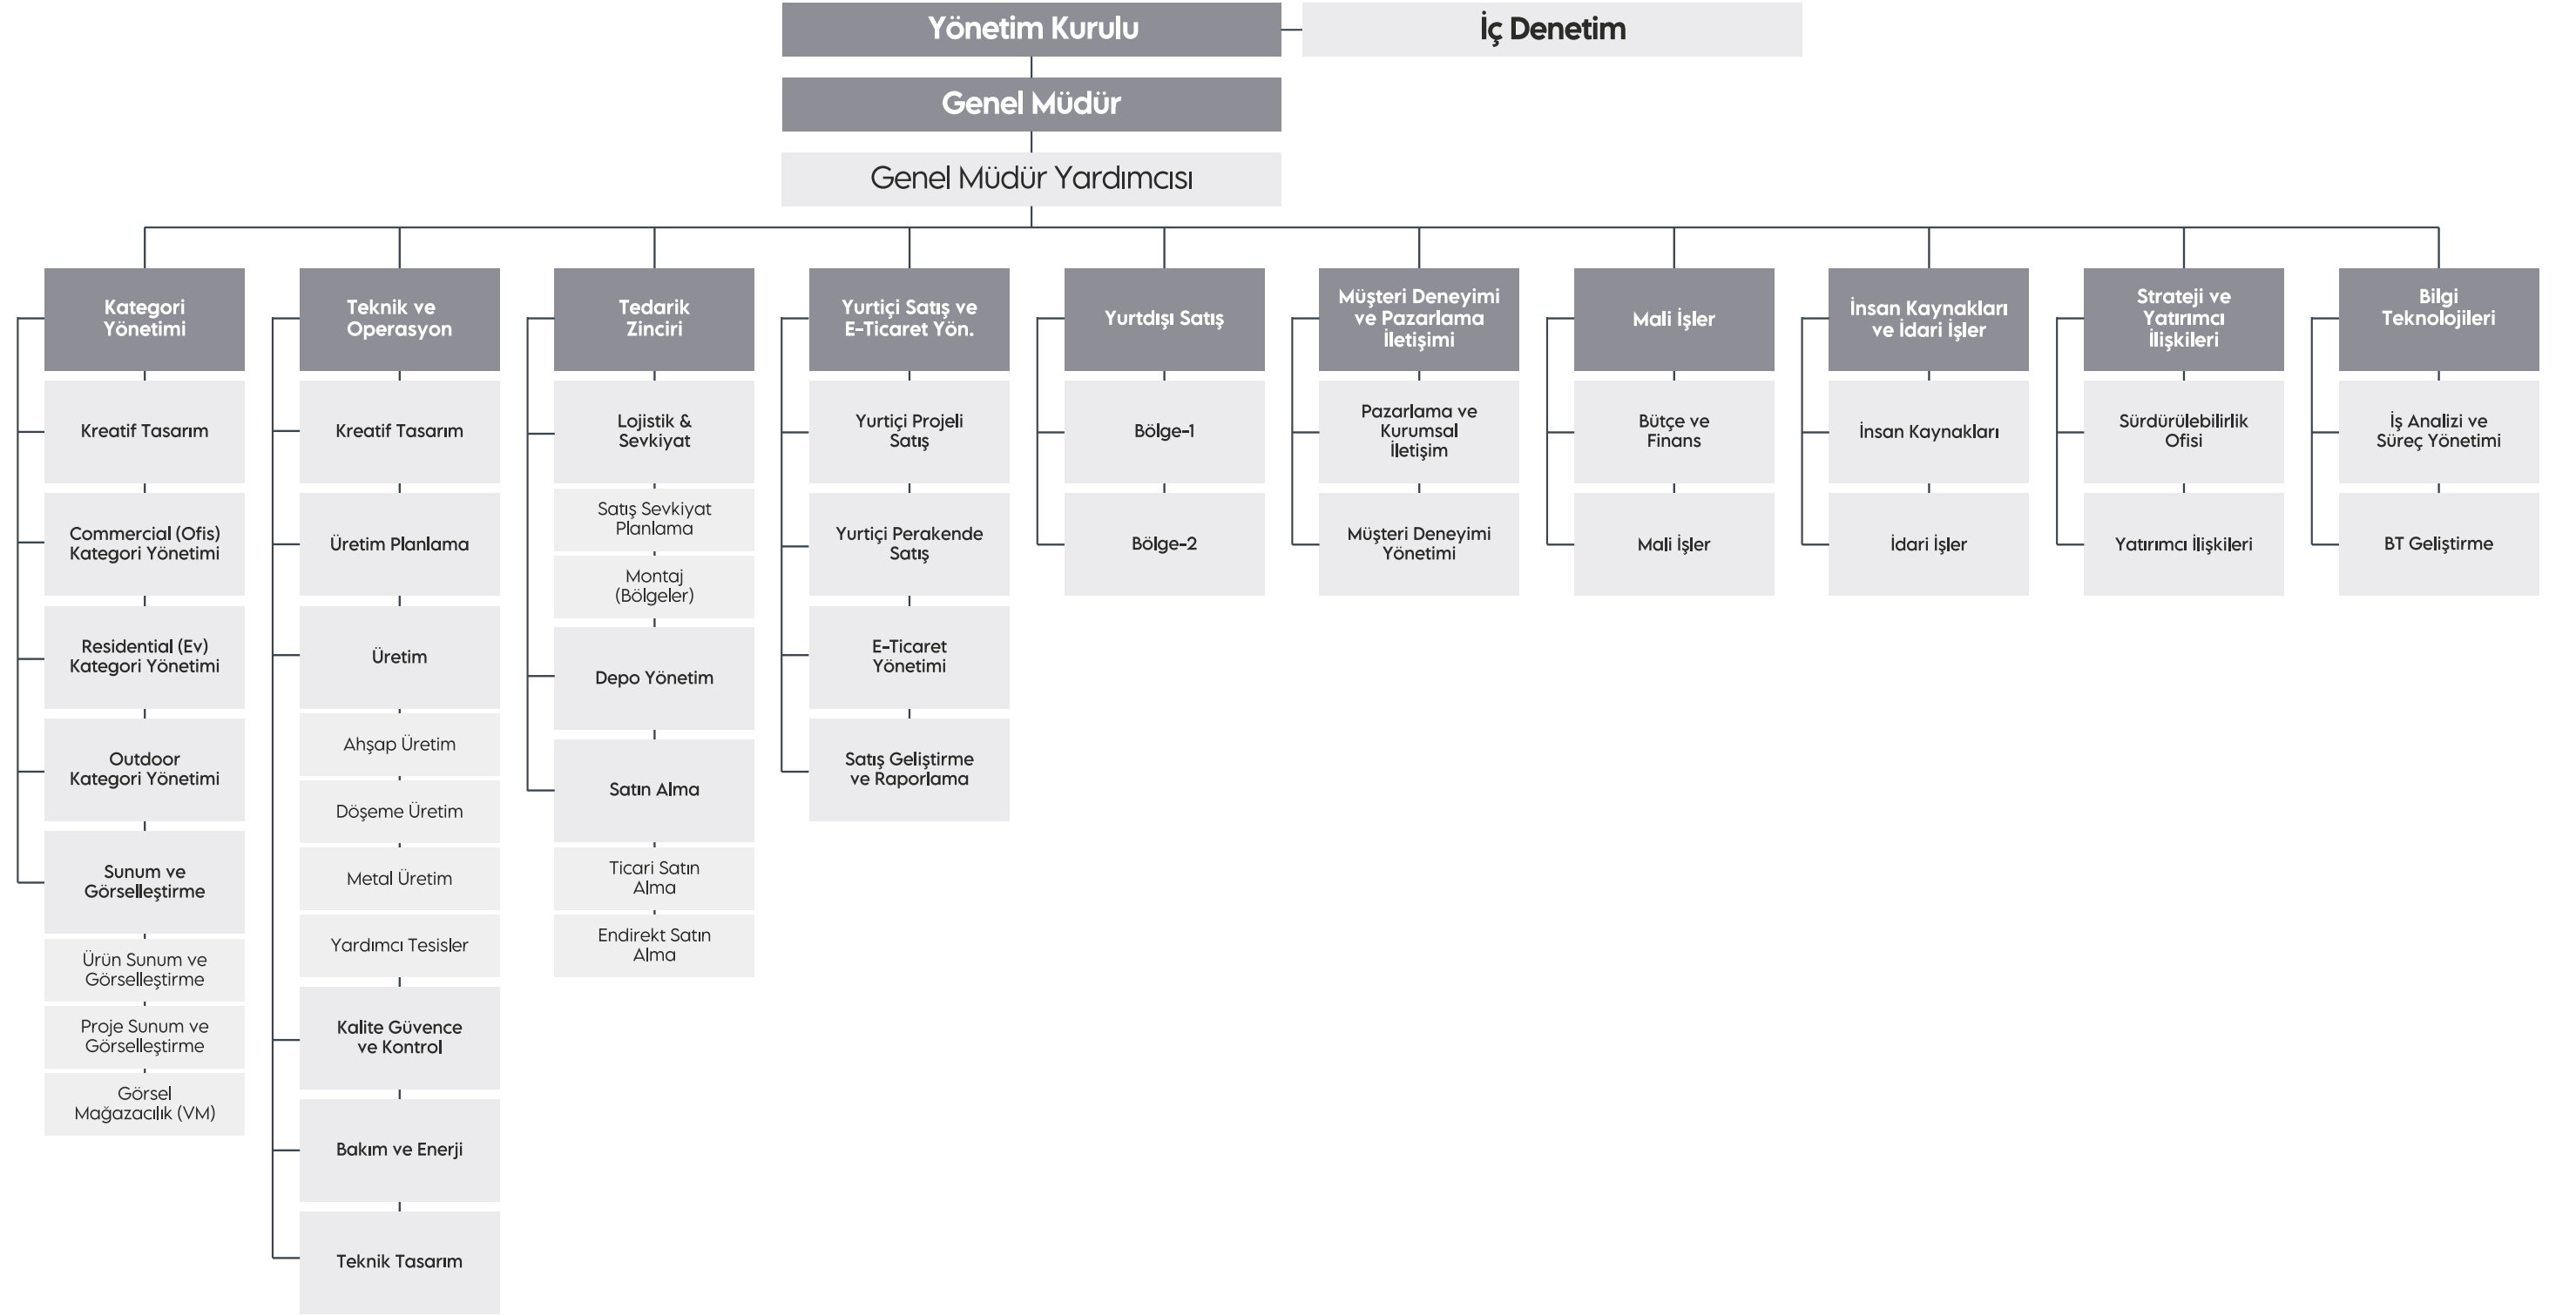 Yönetim Kurulu
İç Denetim
Genel Müdür
Genel Müdür Yardımcısı
Kategori
Yönetimi
Kreatif Tasarım
Commercial (Ofis)
Kategori Yönetimi
Residential (Ev)
Kategori Yönetimi
Outdoor
Kategori Yönetimi
Sunum ve
Görselleştirme
Ürün Sunum ve
Görselleştirme
Proje Sunum ve
Görselleştirme
Görsel
Mağazacılık (VM)
Teknik ve
Operasyon
Kreatif Tasarım
Üretim Planlama
Üretim
Ahşap Üretim
Döşeme Üretim
Metal Üretim
Yardımcı Tesisler
Kalite Güvence
ve Kontrol
Bakım ve Enerji
Teknik Tasarım
Tedarik
Zinciri
Lojistik &
Sevkiyat
Satış Sevkiyat
Planlama
Montaj
(Bölgeler)
Depo Yönetim
Satın Alma
Ticari Satın
Alma
Endirekt Satın
Alma
Yurtiçi Satış ve
E-Ticaret Yön.
Yurtiçi Projeli
Satış
Yurtiçi Perakende
Satış
E-Ticaret
Yönetimi
Satış Geliştirme
ve Raporlama
Yurtdışı Satış
Bölge-1
Bölge-2
Müşteri Deneyimi
ve Pazarlama
İletişimi
Pazarlama ve
Kurumsal
İletişim
Müşteri Deneyimi
Yönetimi
Mali İşler
Bütçe ve
Finans
Mali İşler
İnsan Kaynakları
ve İdari İşler
İnsan Kaynakları
İdari İşler
Strateji ve
Yatırımcı
İlişkileri
Sürdürülebilirlik
Ofisi
Yatırımcı İlişkileri
Bilgi
Teknolojileri
İş Analizi ve
Süreç Yönetimi
BT Geliştirme